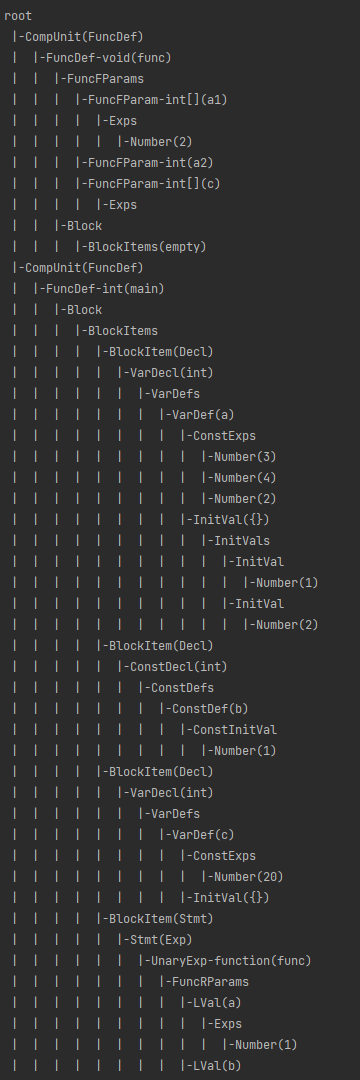 root
 |-CompUnit(FuncDef)
 |  |-FuncDef-void(func)
 |  |  |-FuncFParams
 |  |  |  |-FuncFParam-int[](a1)
 |  |  |  |  |-Exps
 |  |  |  |  |  |-Number(2)
 |  |  |  |-FuncFParam-int(a2)
 |  |  |  |-FuncFParam-int[](c)
 |  |  |  |  |-Exps
 |  |  |-Block
 |  |  |  |-BlockItems(empty)
 |-CompUnit(FuncDef)
 |  |-FuncDef-int(main)
 |  |  |-Block
 |  |  |  |-BlockItems
 |  |  |  |  |-BlockItem(Decl)
 |  |  |  |  |  |-VarDecl(int)
 |  |  |  |  |  |  |-VarDefs
 |  |  |  |  |  |  |  |-VarDef(a)
 |  |  |  |  |  |  |  |  |-ConstExps
 |  |  |  |  |  |  |  |  |  |-Number(3)
 |  |  |  |  |  |  |  |  |  |-Number(4)
 |  |  |  |  |  |  |  |  |  |-Number(2)
 |  |  |  |  |  |  |  |  |-InitVal({})
 |  |  |  |  |  |  |  |  |  |-InitVals
 |  |  |  |  |  |  |  |  |  |  |-InitVal
 |  |  |  |  |  |  |  |  |  |  |  |-Number(1)
 |  |  |  |  |  |  |  |  |  |  |-InitVal
 |  |  |  |  |  |  |  |  |  |  |  |-Number(2)
 |  |  |  |  |-BlockItem(Decl)
 |  |  |  |  |  |-ConstDecl(int)
 |  |  |  |  |  |  |-ConstDefs
 |  |  |  |  |  |  |  |-ConstDef(b)
 |  |  |  |  |  |  |  |  |-ConstInitVal
 |  |  |  |  |  |  |  |  |  |-Number(1)
 |  |  |  |  |-BlockItem(Decl)
 |  |  |  |  |  |-VarDecl(int)
 |  |  |  |  |  |  |-VarDefs
 |  |  |  |  |  |  |  |-VarDef(c)
 |  |  |  |  |  |  |  |  |-ConstExps
 |  |  |  |  |  |  |  |  |  |-Number(20)
 |  |  |  |  |  |  |  |  |-InitVal({})
 |  |  |  |  |-BlockItem(Stmt)
 |  |  |  |  |  |-Stmt(Exp)
 |  |  |  |  |  |  |-UnaryExp-function(func)
 |  |  |  |  |  |  |  |-FuncRParams
 |  |  |  |  |  |  |  |  |-LVal(a)
 |  |  |  |  |  |  |  |  |  |-Exps
 |  |  |  |  |  |  |  |  |  |  |-Number(1)
 |  |  |  |  |  |  |  |  |-LVal(b)